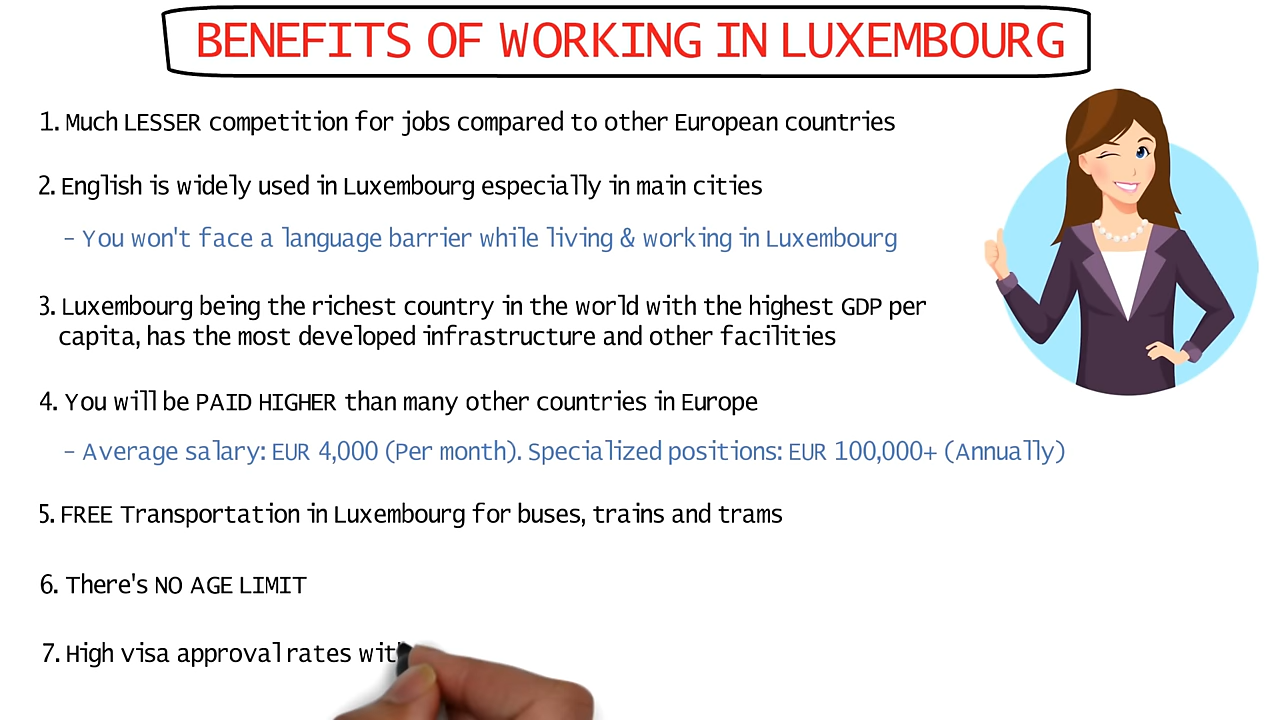 BENEFITS OF WORKING IN LUXEMBOURG
1. Much LESSER competition for jobs compared to other European countries
2. English is widely used in Luxembourg especially in main cities
- You won't face a language barrier while living & working in Luxembourg
3. Luxembourg being the richest country in the world with the highest GDP per
capita, has the most developed infrastructure and other facilities
4. You will be PAID HIGHER than many other countries in Europe
- Average salary: EUR 4,000 (Per month). Specialized positions: EUR 100,000+ (Annually)
5. FREE Transportation in Luxembourg for buses, trains and trams
6. There's NO AGE LIMIT
7. High visa approval rates